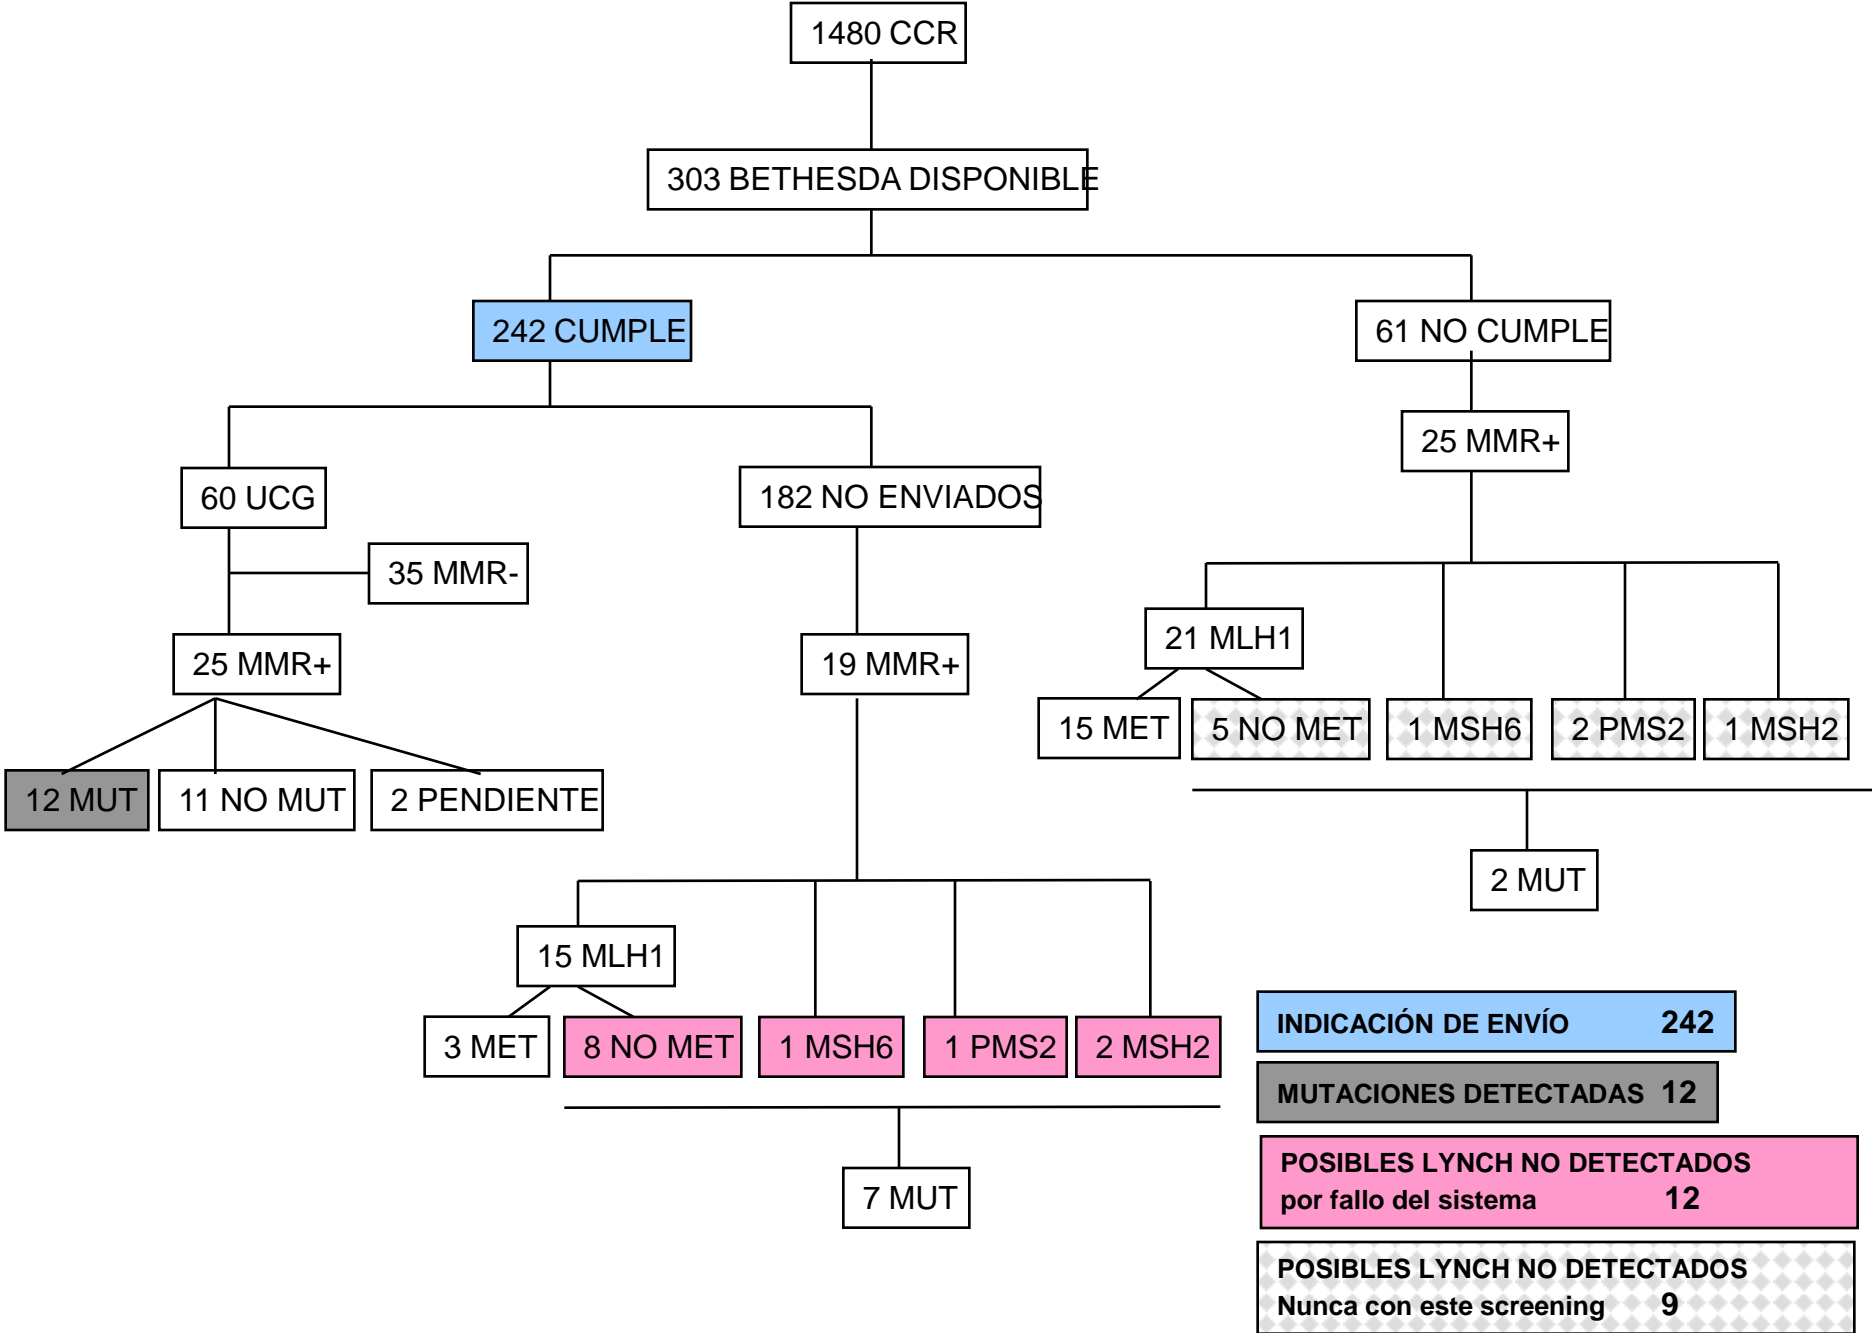 1480 CCR
303 BETHESDA DISPONIBLE
242 CUMPLE
61 NO CUMPLE
25 MMR+
60 UCG
182 NO ENVIADOS
35 MMR-
21 MLH1
25 MMR+
19 MMR+
15 MET
5 NO MET
1 MSH6
2 PMS2
1 MSH2
12 MUT
11 NO MUT
2 PENDIENTE
2 MUT
15 MLH1
3 MET
8 NO MET
1 MSH6
1 PMS2
2 MSH2
7 MUT
INDICACIÓN DE ENVÍO 242
MUTACIONES DETECTADAS 12
POSIBLES LYNCH NO DETECTADOS
por fallo del sistema 12
POSIBLES LYNCH NO DETECTADOS
Nunca con este screening 9